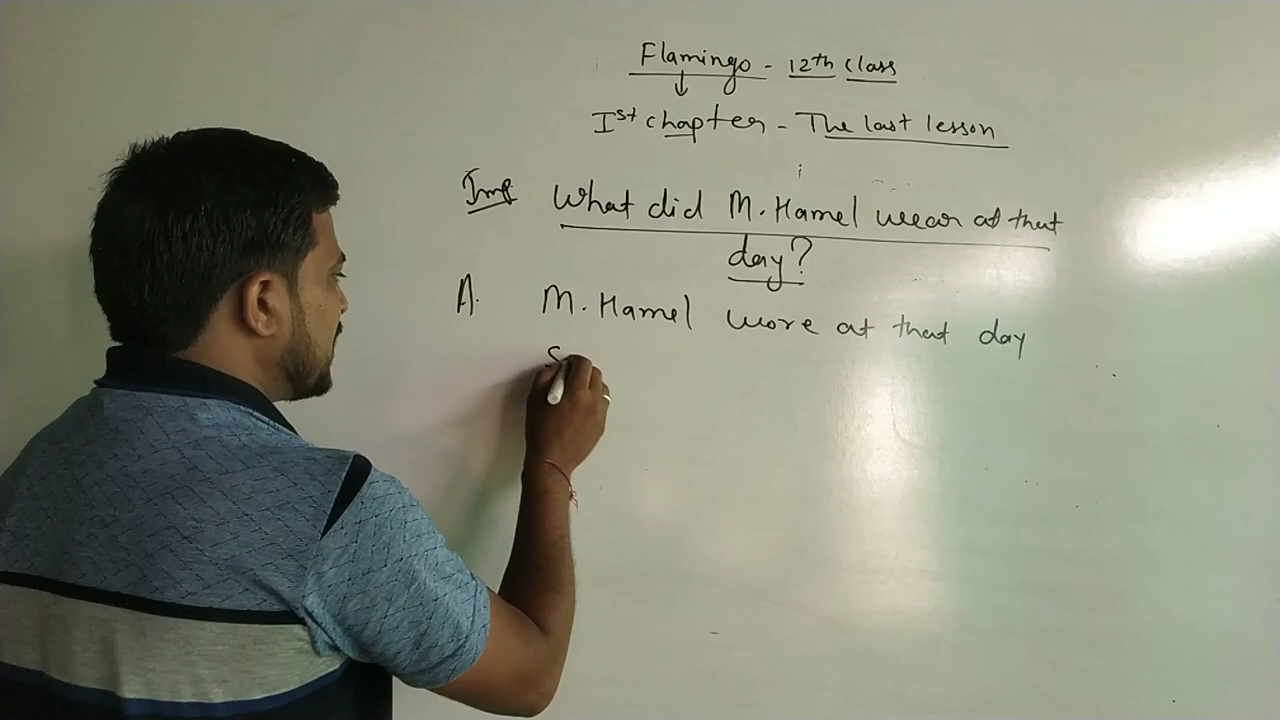 Flamingo - 12th class
Ist chapter - The last lesson
Imp What did M. Hamel wear at that
day?
A. M. Hamel wore at that day
S